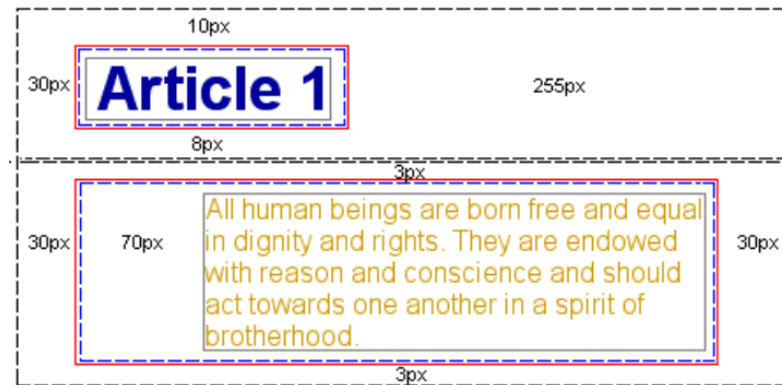 10px
30px
Article 1
255px
8px
3px
30px
70px
All human beings are born free and equal
in dignity and rights. They are endowed
with reason and conscience and should
act towards one another in a spirit of
brotherhood.
30px
3px